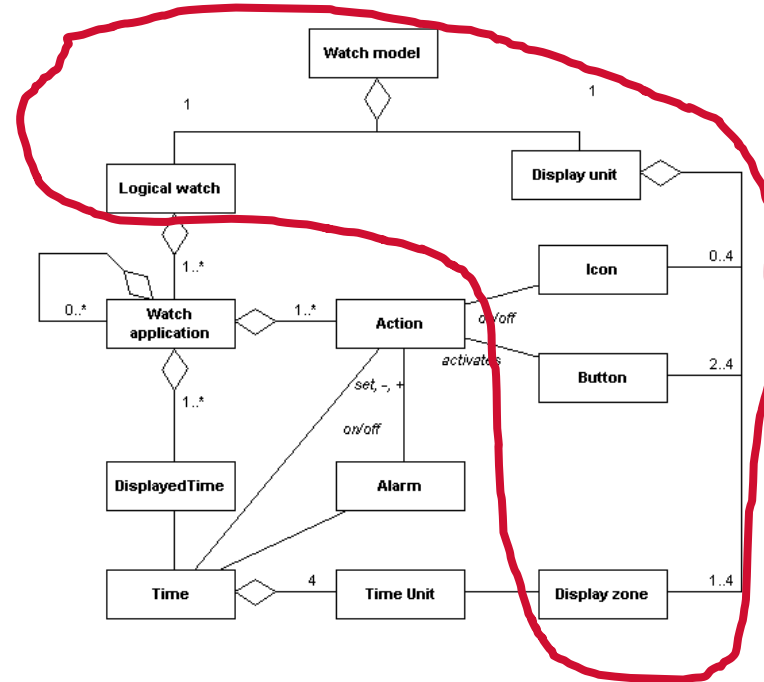 Watch model
1
1
Logical watch
Display unit
1..*
Icon
0..4
0..*
Watch
application
1..*
Action
on/off
activates
Button
2..4
1..*
set, -, +
on/off
DisplayedTime
Alarm
Time
4
Time Unit
Display zone
1..4